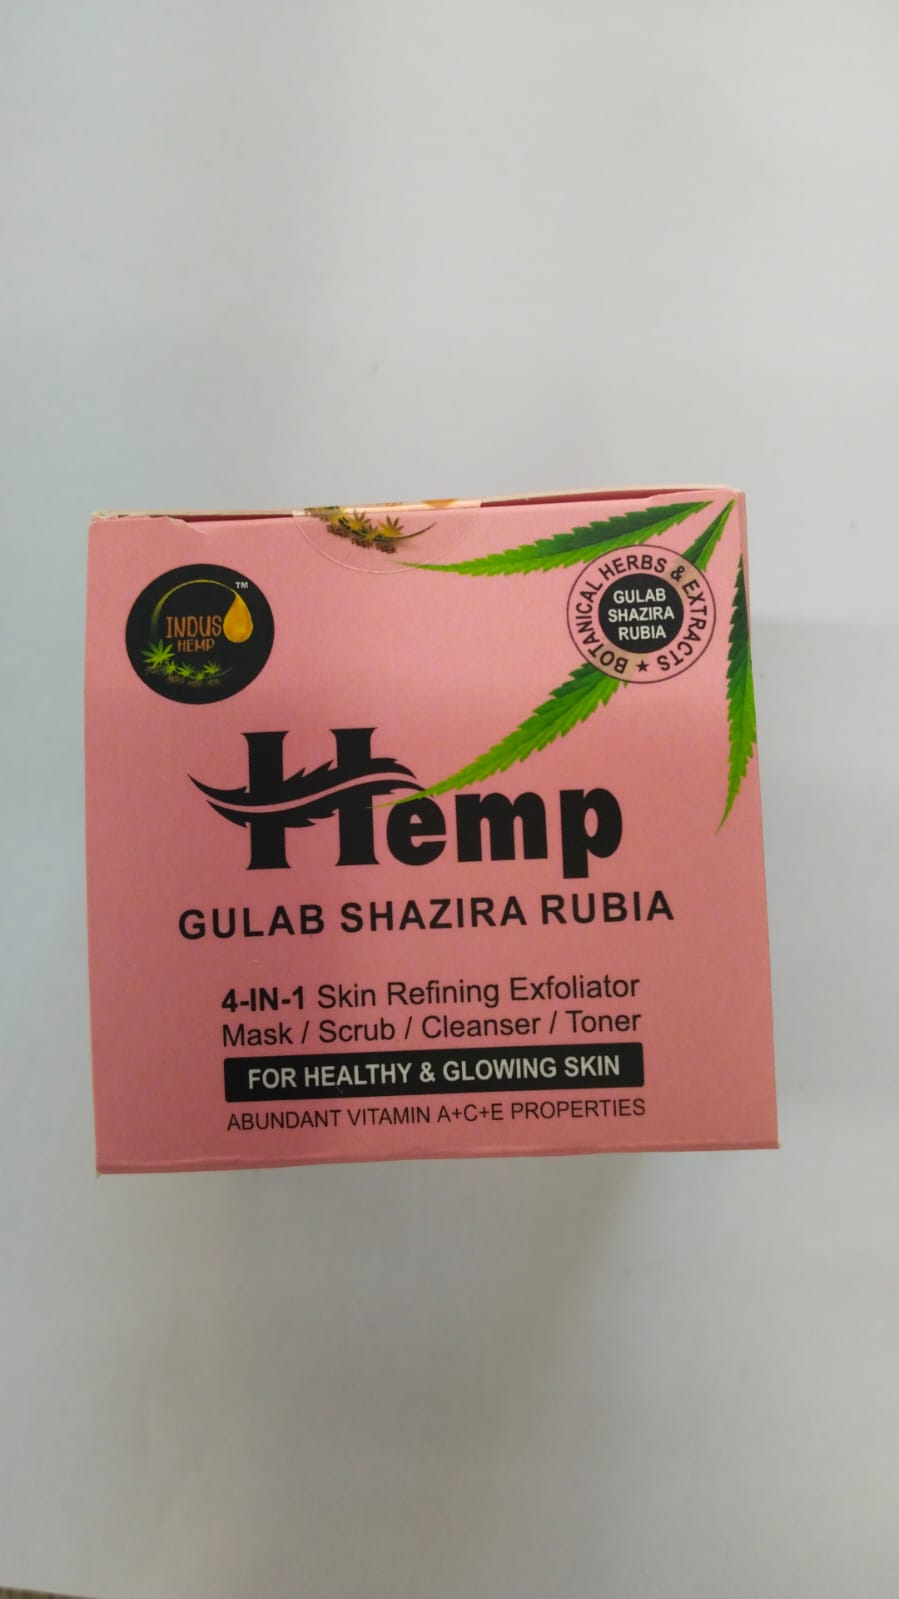 INDUS
HEMP
TM
BOTANICAL HERBS & EXTRACTS ★
GULAB
SHAZIRA
RUBIA
Hemp
GULAB SHAZIRA RUBIA
4-IN-1 Skin Refining Exfoliator
Mask / Scrub / Cleanser / Toner
FOR HEALTHY & GLOWING SKIN
ABUNDANT VITAMIN A+C+E PROPERTIES